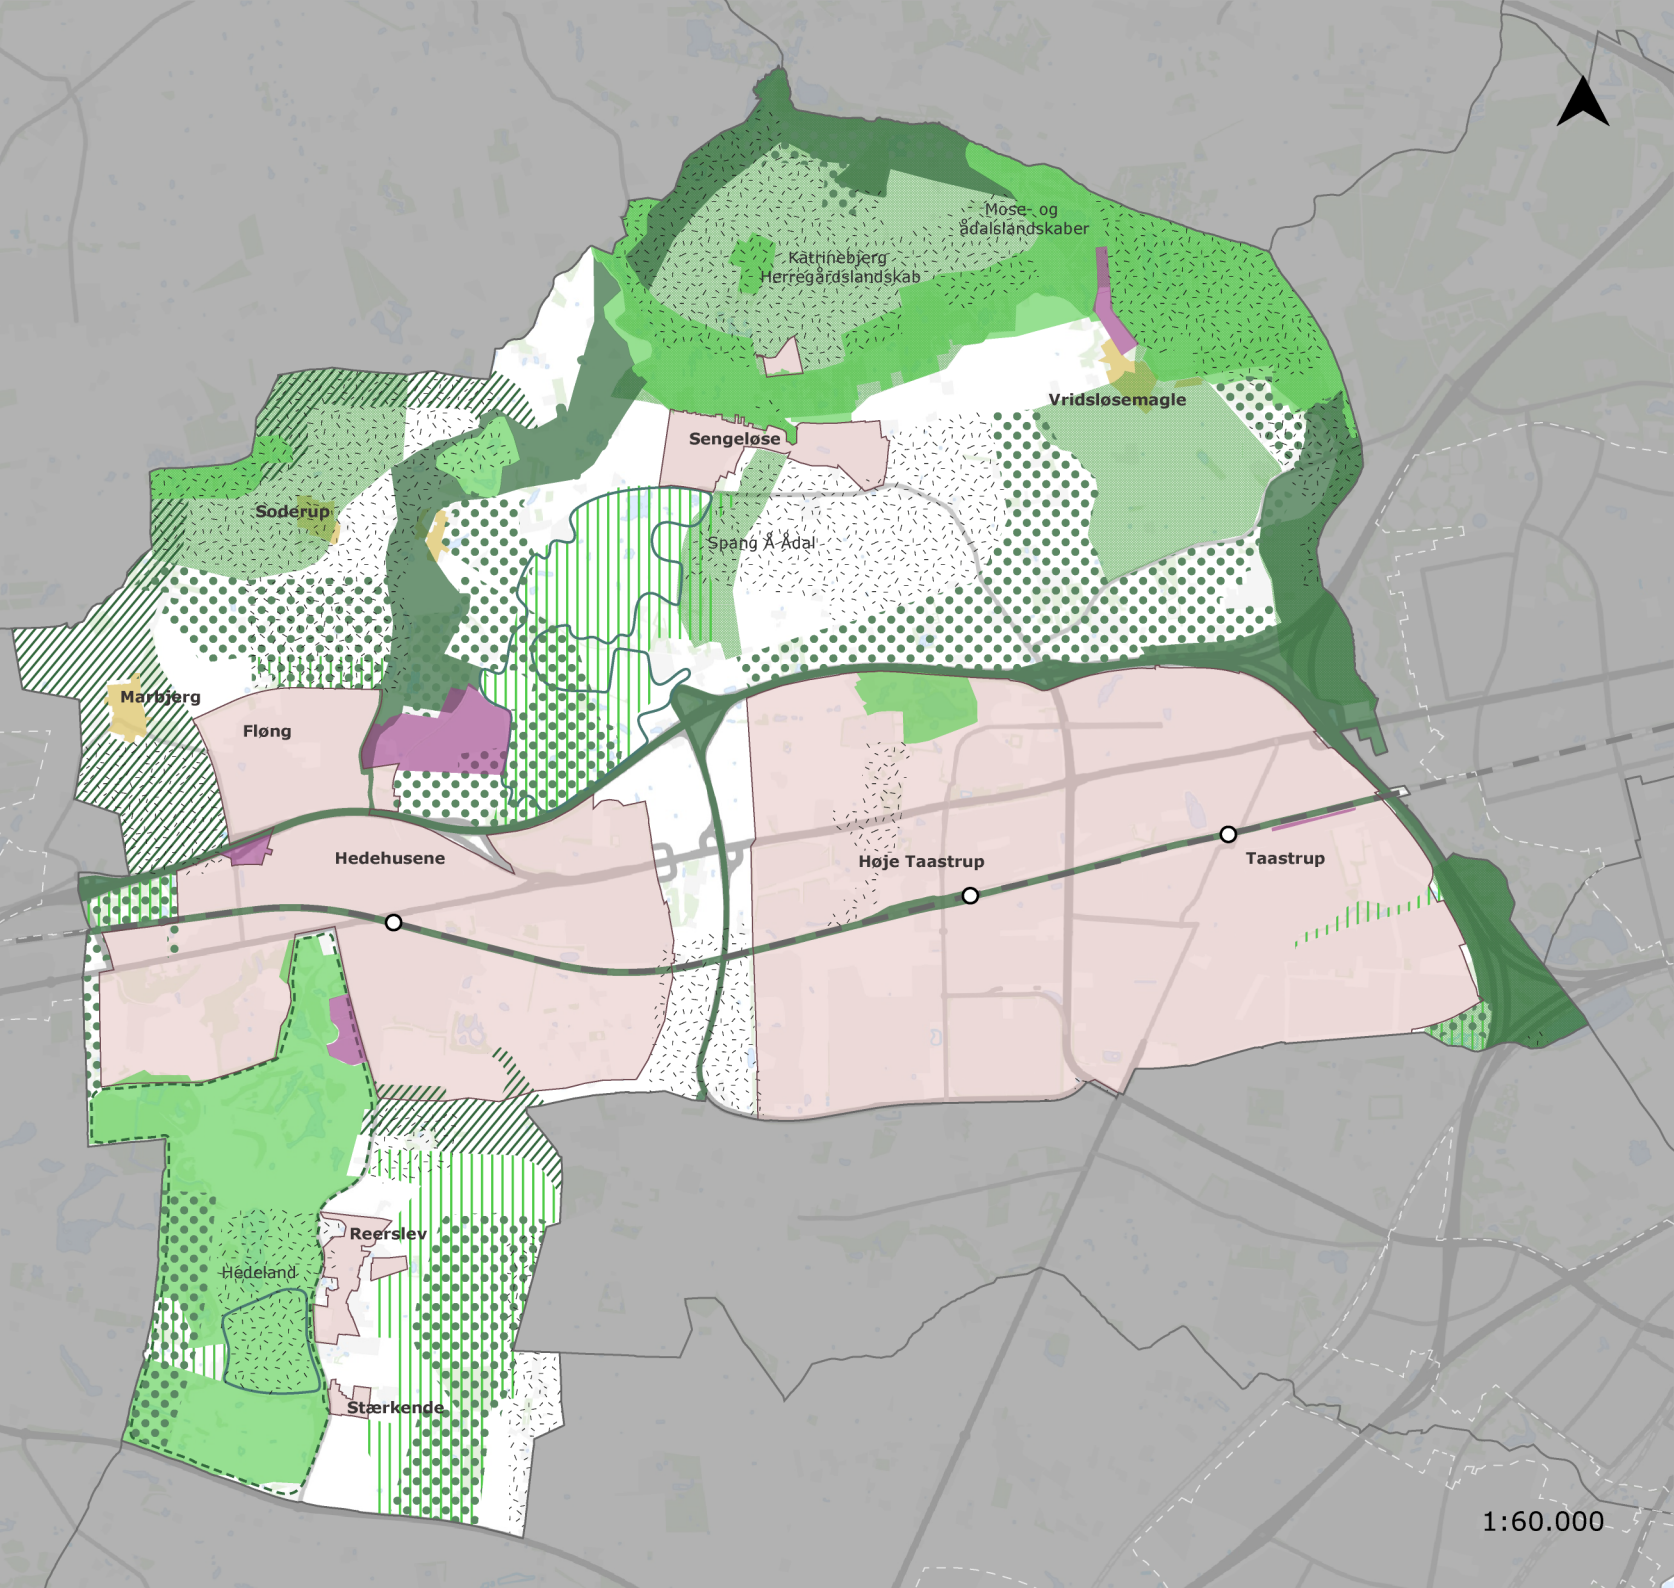 Mose- og
ådalslandskaber
Katrinebjerg
Herregårdslandskab
Vridsløsemagle
Sengeløse
Soderup
Spang Å Ådal
Marbjerg
Fløng
Hedehusene
Høje Taastrup
Taastrup
Reerslev
Hedeland
Stærkende
1:60.000